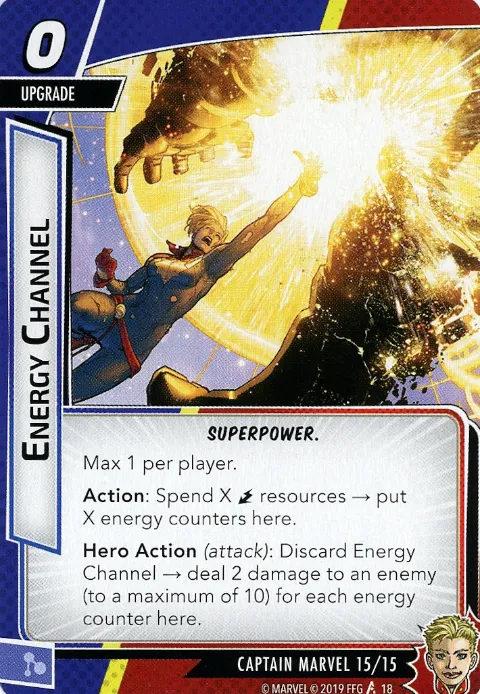 0
UPGRADE
ENERGY CHANNEL
SUPERPOWER.
Max 1 per player.
Action: Spend X resources → put
X energy counters here.
Hero Action (attack): Discard Energy
Channel → deal 2 damage to an enemy
(to a maximum of 10) for each energy
counter here.
CAPTAIN MARVEL 15/15
© MARVEL © 2019 FFG 18